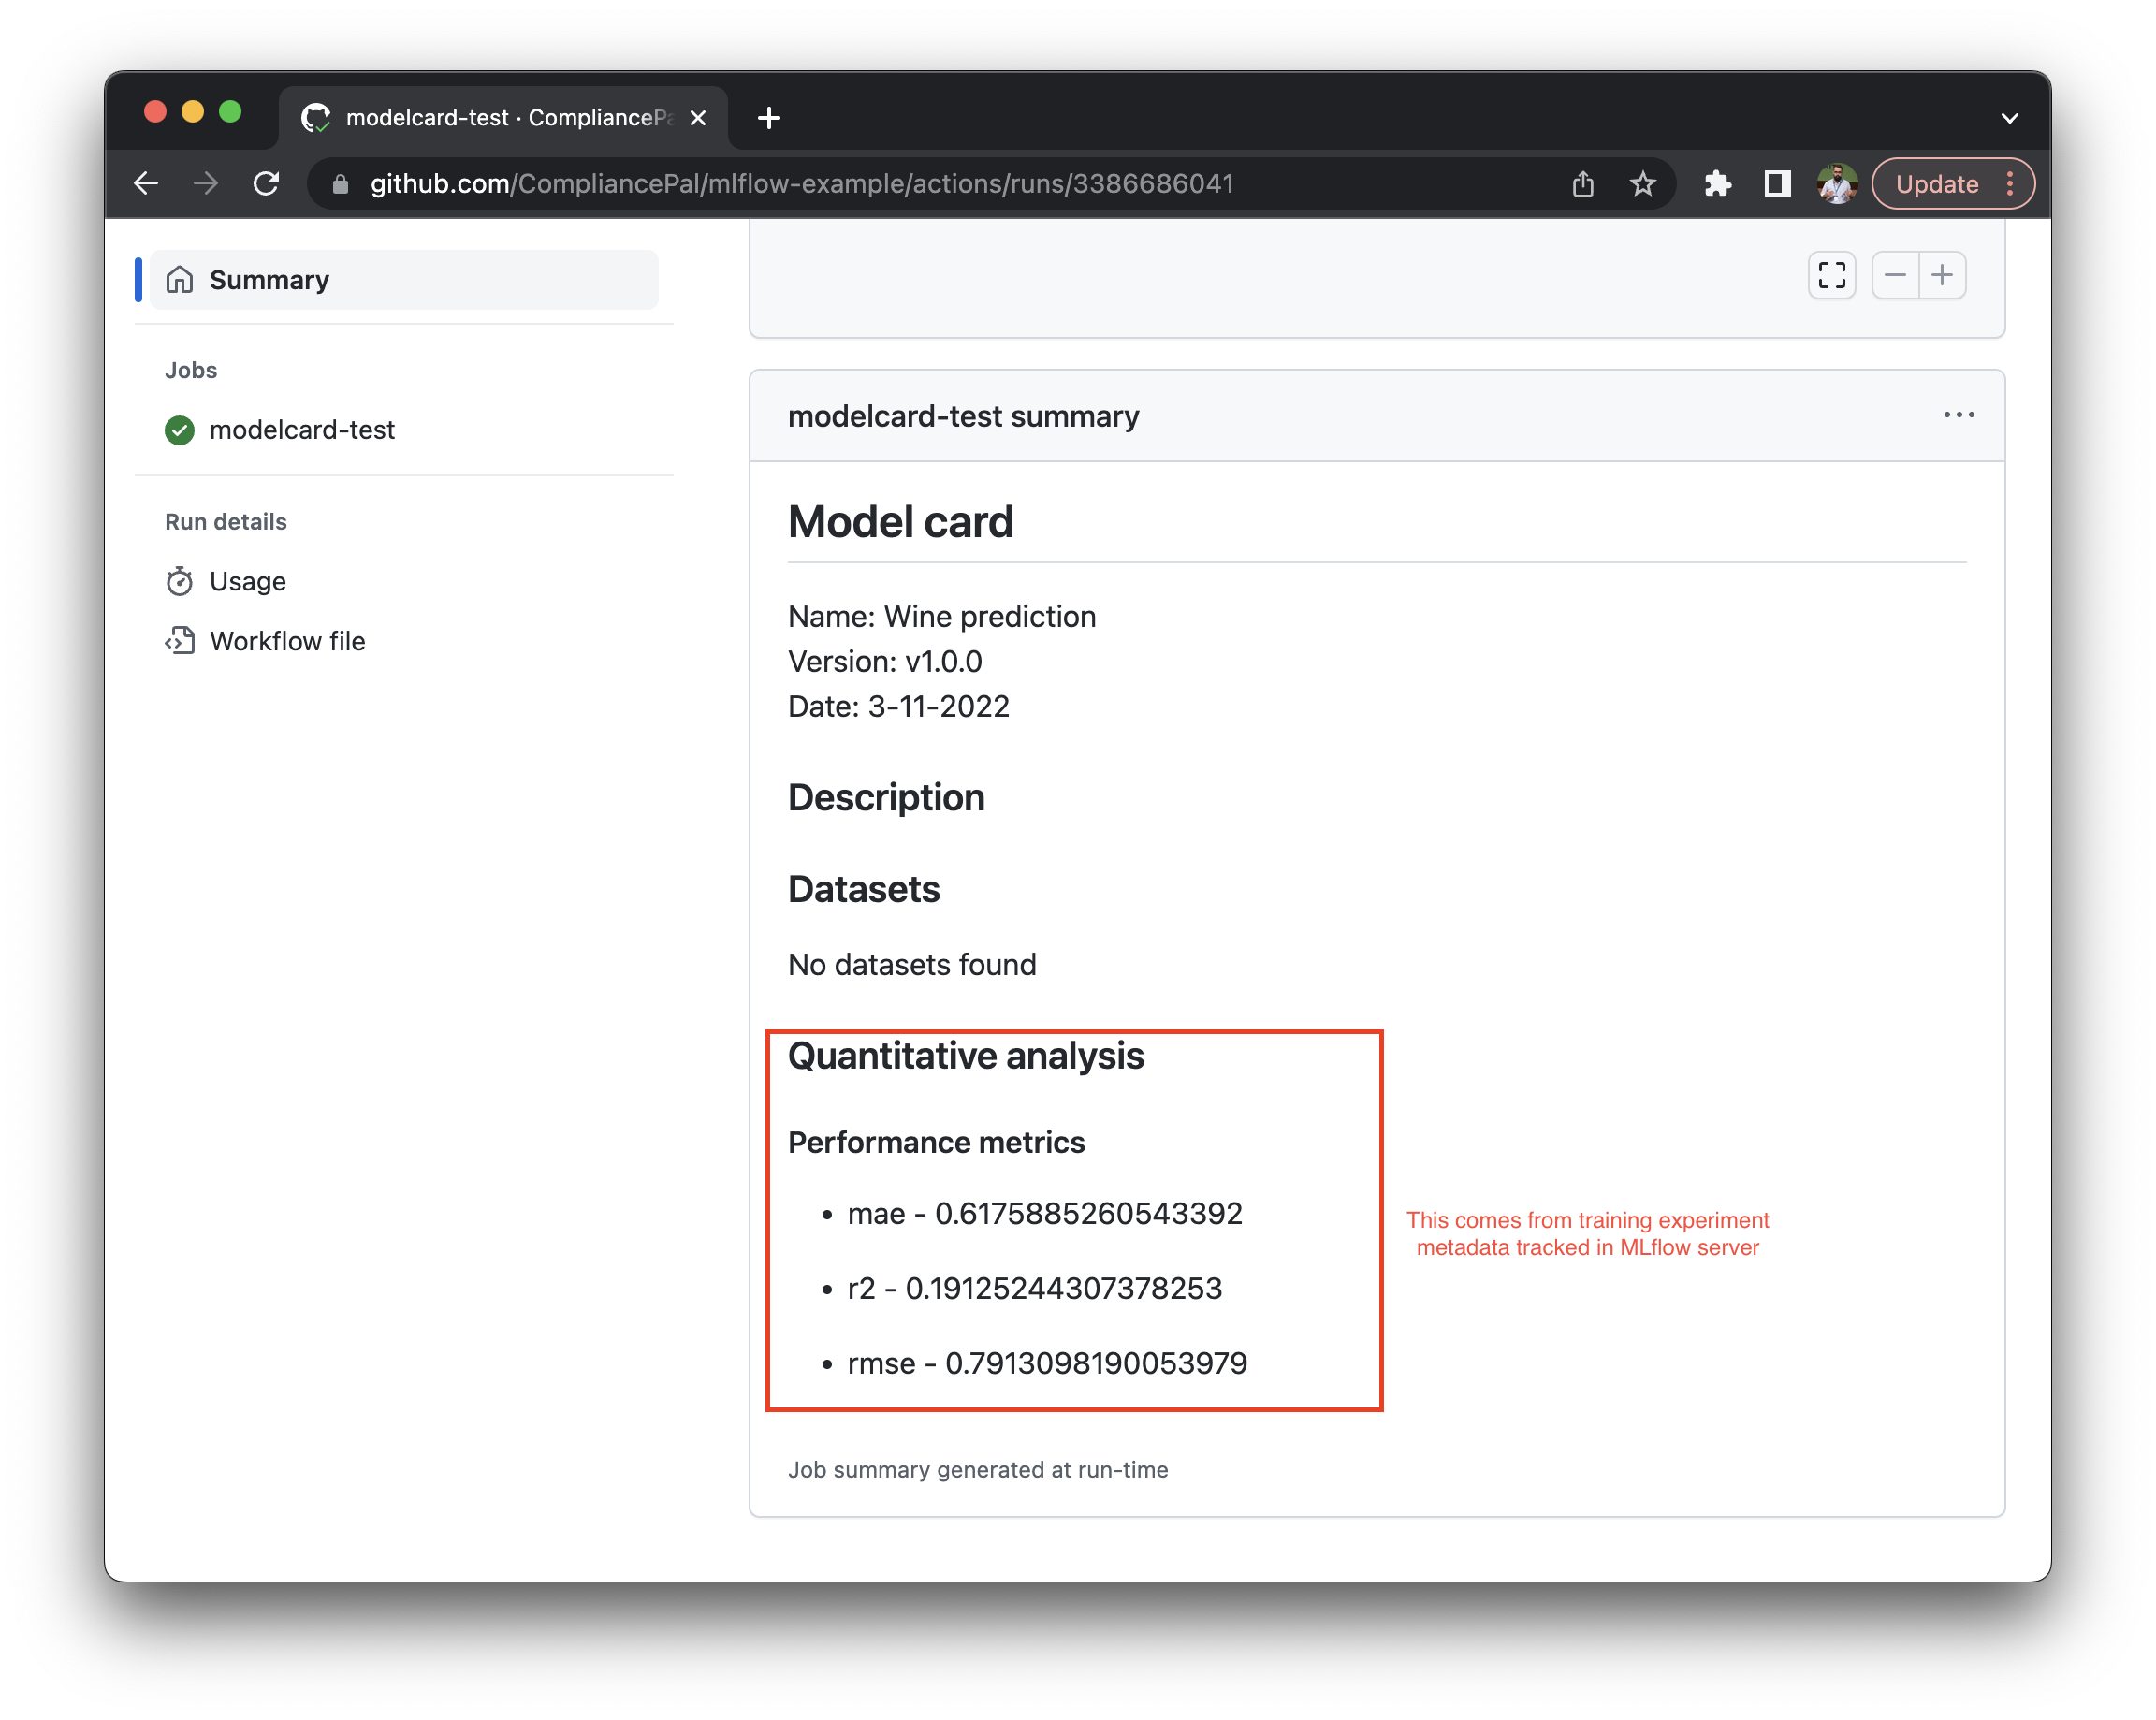 modelcard-test · CompliancePa
github.com/CompliancePal/mlflow-example/actions/runs/3386686041
Update
Summary
Jobs
modelcard-test
Run details
Usage
Workflow file
modelcard-test summary
Model card
Name: Wine prediction
Version: v1.0.0
Date: 3-11-2022
Description
Datasets
No datasets found
Quantitative analysis
Performance metrics
• mae - 0.6175885260543392
• r2 - 0.19125244307378253
• rmse - 0.7913098190053979
This comes from training experiment
metadata tracked in MLflow server
Job summary generated at run-time